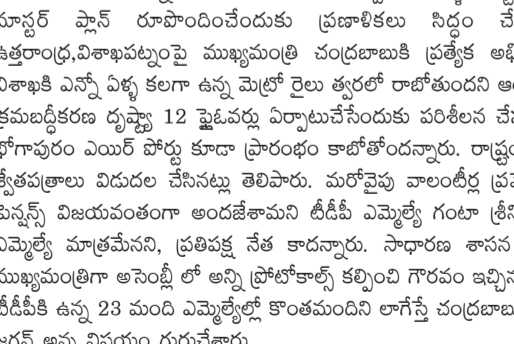 మాస్టర్ ప్లాన్ రూపొందించేందుకు ప్రణాళికలు సిద్ధం చే
ఉత్తరాంధ్ర,విశాఖపట్నంపై ముఖ్యమంత్రి చంద్రబాబుకి ప్రత్యేక అభి
విశాఖకి ఎన్నో ఏళ్ళ కలగా ఉన్న మెట్రో రైలు త్వరలో రాబోతుందని ఆ
క్రమబద్ధీకరణ దృష్ట్యా 12 ఫ్లైఓవర్లు ఏర్పాటుచేసేందుకు పరిశీలన చే
భోగాపురం ఎయిర్ పోర్టు కూడా ప్రారంభం కాబోతోందన్నారు. రాష్ట్రం
శ్వేతపత్రాలు విడుదల చేసినట్లు తెలిపారు. మరోవైపు వాలంటీర్ల ప్రమే
పెన్షన్స్ విజయవంతంగా అందజేశామని టీడీపీ ఎమ్మెల్యే గంటా శ్రీని
ఎమ్మెల్యే మాత్రమేనని, ప్రతిపక్ష నేత కాదన్నారు. సాధారణ శాసన
ముఖ్యమంత్రిగా అసెంబ్లీ లో అన్ని ప్రోటోకాల్స్ కల్పించి గౌరవం ఇచ్చిన
టీడీపీకి ఉన్న 23 మంది ఎమ్మెల్యేల్లో కొంతమందిని లాగేస్తే చంద్రబాబు
జగన్ అన్న విషయం గుర్తుచేశారు